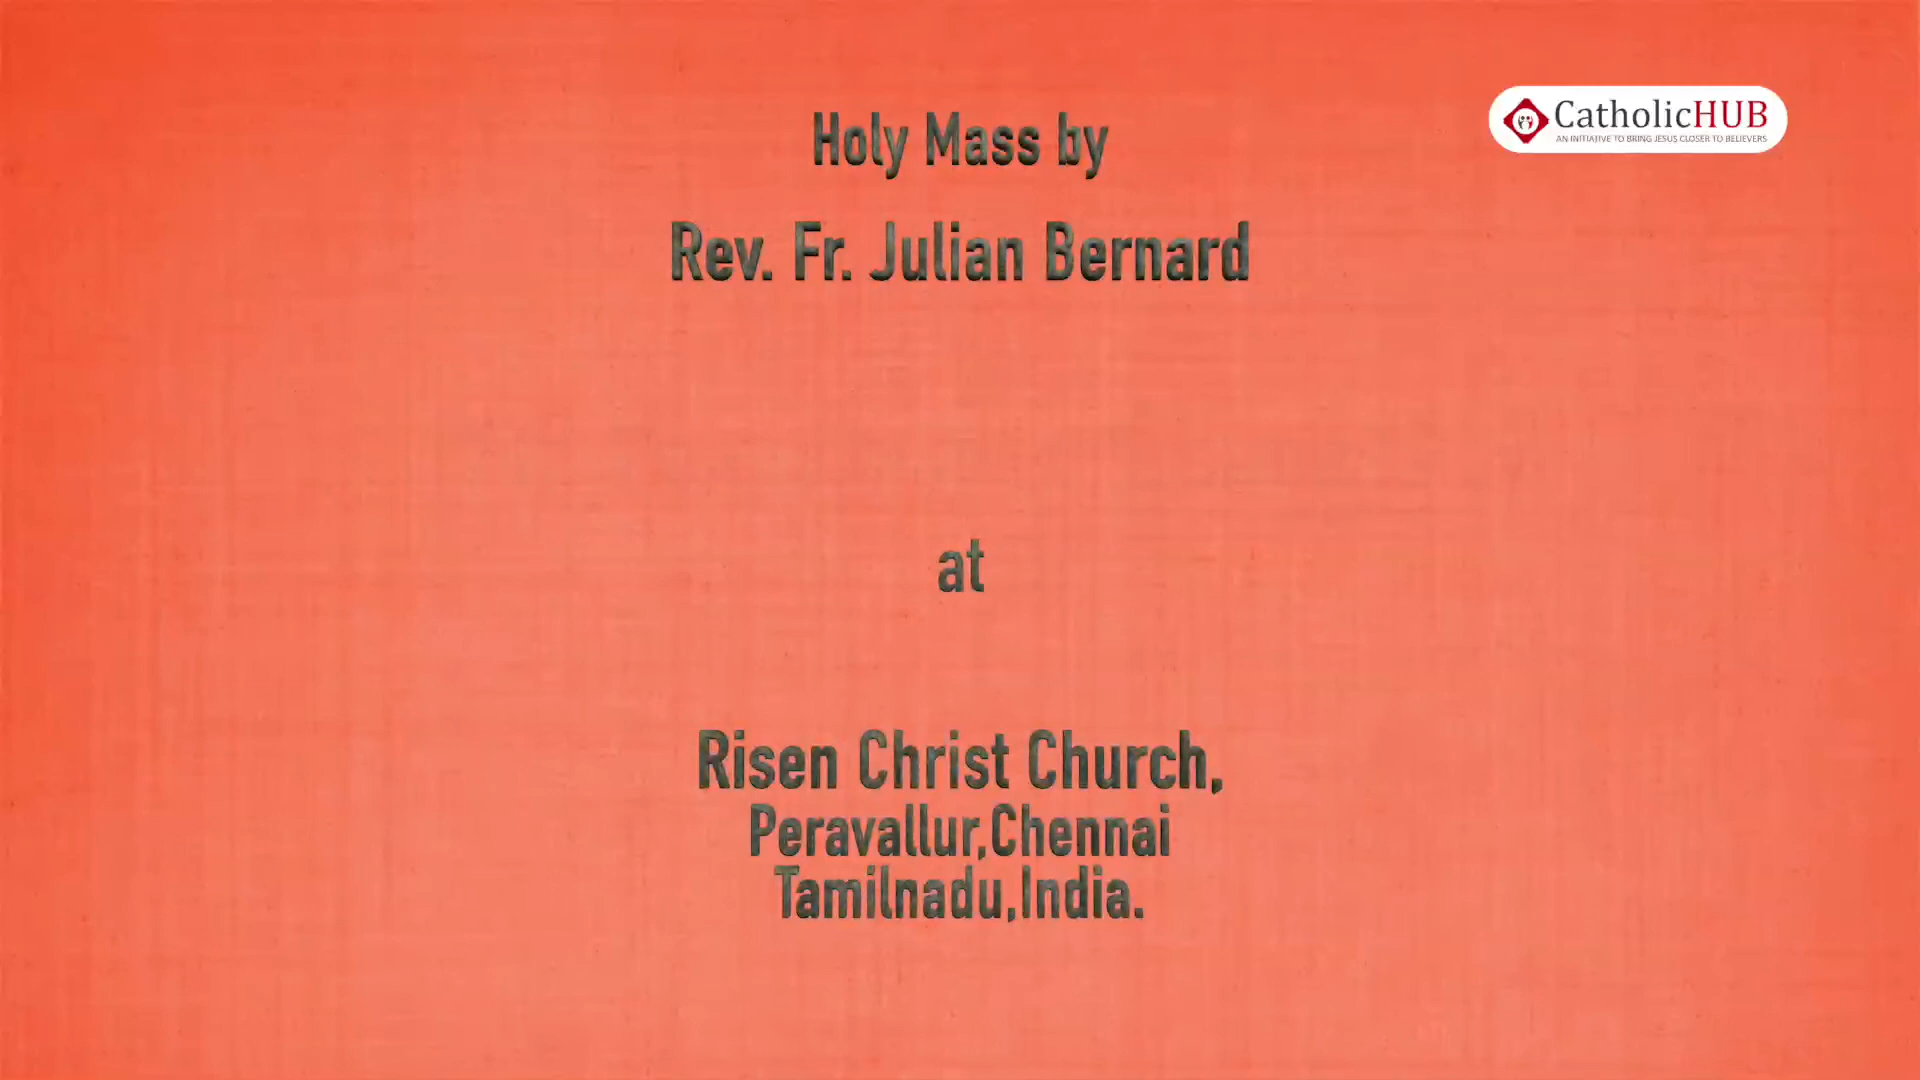 CatholicHUB
AN INITIATIVE TO BRING JESUS CLOSER TO BELIEVERS
Holy Mass by
Rev. Fr. Julian Bernard
at
Risen Christ Church,
Peravallur,Chennai
Tamilnadu,India.